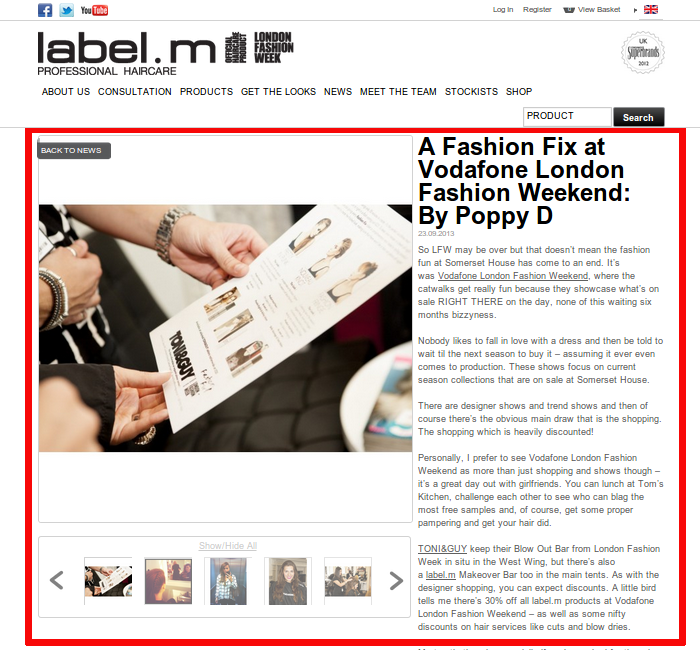 You Tube
Log In Register View Basket
label.m
PROFESSIONAL HAIRCARE
OFFICIAL
HAIRCARE
PRODUCT
LONDON
FASHION
WEEK
UK
Superbrands
2012
ABOUT US CONSULTATION PRODUCTS GET THE LOOKS NEWS MEET THE TEAM STOCKISTS SHOP
PRODUCT Search
BACK TO NEWS
TONI&GUY
Show/Hide All
A Fashion Fix at
Vodafone London
Fashion Weekend:
By Poppy D
23.09.2013
So LFW may be over but that doesn't mean the fashion
fun at Somerset House has come to an end. It's
was Vodafone London Fashion Weekend, where the
catwalks get really fun because they showcase what's on
sale RIGHT THERE on the day, none of this waiting six
months bizzyness.
Nobody likes to fall in love with a dress and then be told to
wait til the next season to buy it – assuming it ever even
comes to production. These shows focus on current
season collections that are on sale at Somerset House.
There are designer shows and trend shows and then of
course there's the obvious main draw that is the shopping.
The shopping which is heavily discounted!
Personally, I prefer to see Vodafone London Fashion
Weekend as more than just shopping and shows though –
it's a great day out with girlfriends. You can lunch at Tom's
Kitchen, challenge each other to see who can blag the
most free samples and, of course, get some proper
pampering and get your hair did.
TONI&GUY keep their Blow Out Bar from London Fashion
Week in situ in the West Wing, but there's also
a label.m Makeover Bar too in the main tents. As with the
designer shopping, you can expect discounts. A little bird
tells me there's 30% off all label.m products at Vodafone
London Fashion Weekend – as well as some nifty
discounts on hair services like cuts and blow dries.